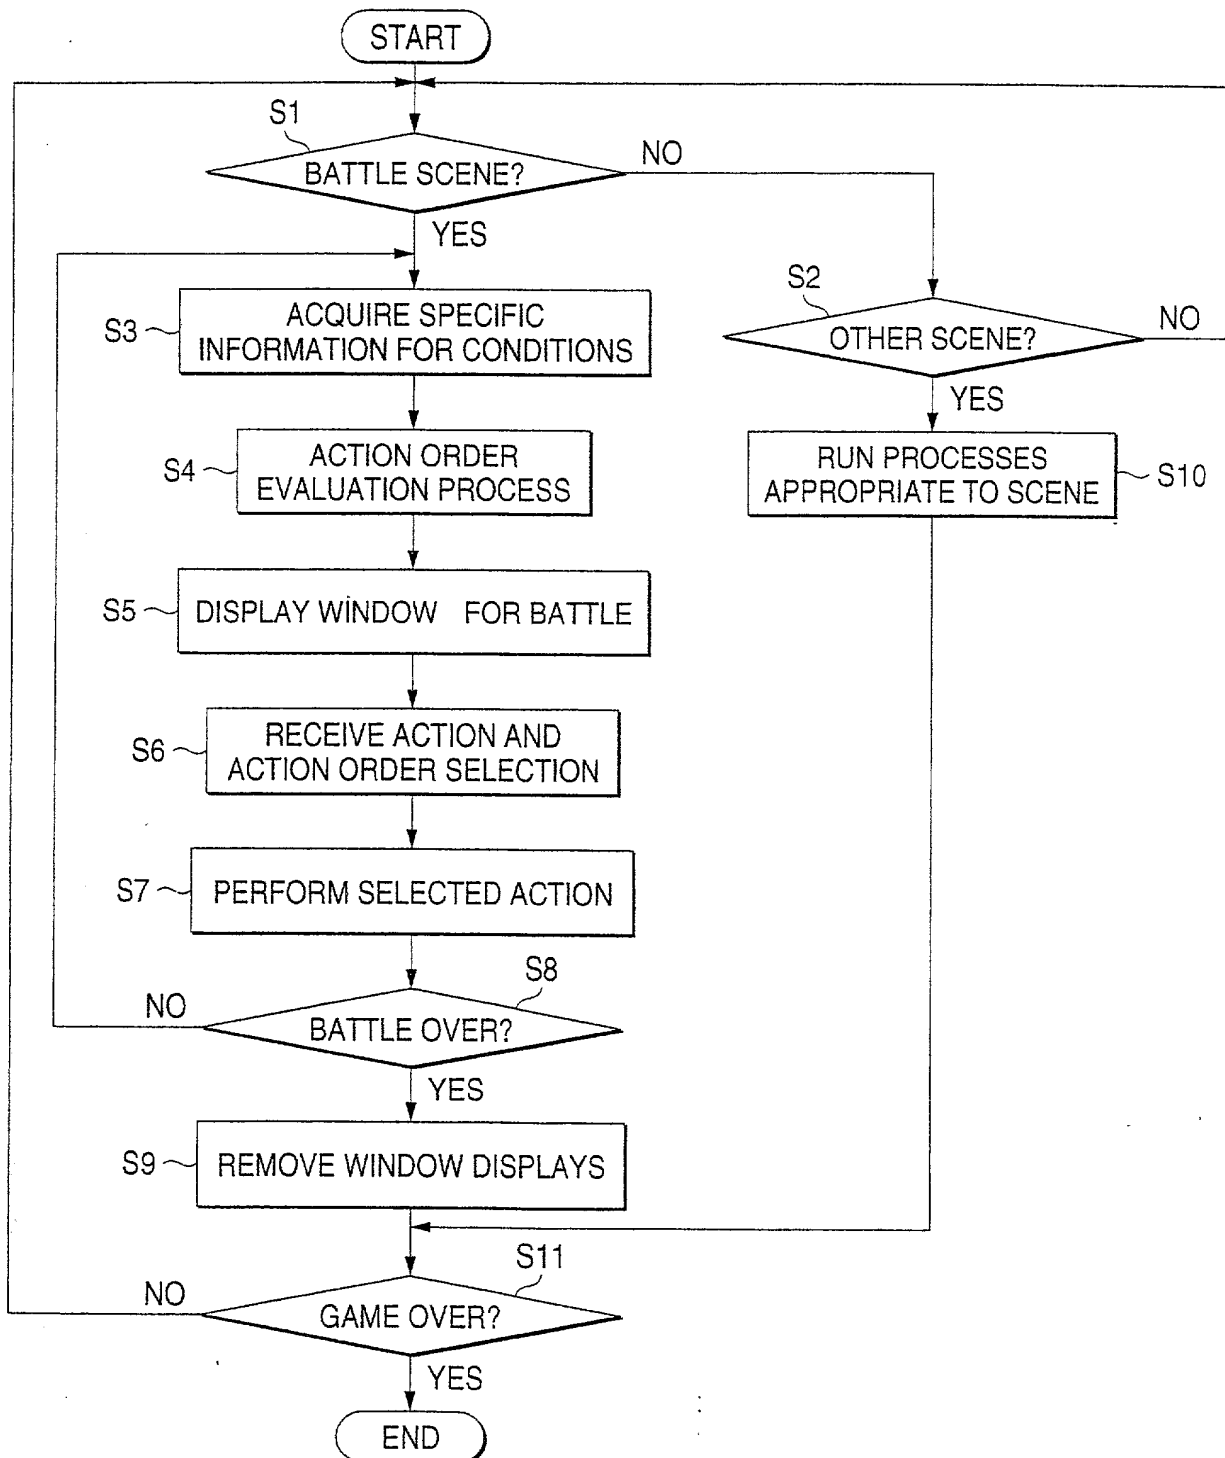 START
S1
BATTLE SCENE?
NO
YES
S2
OTHER SCENE?
NO
YES
S3
ACQUIRE SPECIFIC
INFORMATION FOR CONDITIONS
S4
ACTION ORDER
EVALUATION PROCESS
RUN PROCESSES
APPROPRIATE TO SCENE
S10
S5
DISPLAY WINDOW FOR BATTLE
S6
RECEIVE ACTION AND
ACTION ORDER SELECTION
S7
PERFORM SELECTED ACTION
S8
NO
BATTLE OVER?
YES
S9
REMOVE WINDOW DISPLAYS
S11
NO
GAME OVER?
YES
END